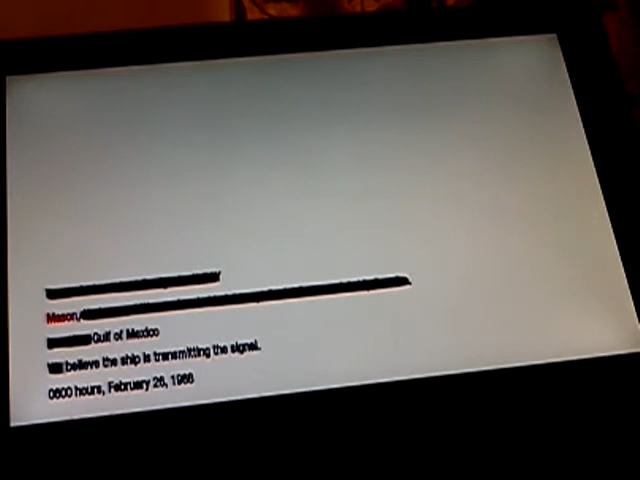 Mason,
Gulf of Mexico
believe the ship is transmitting the signal.
0600 hours, February 26, 1968